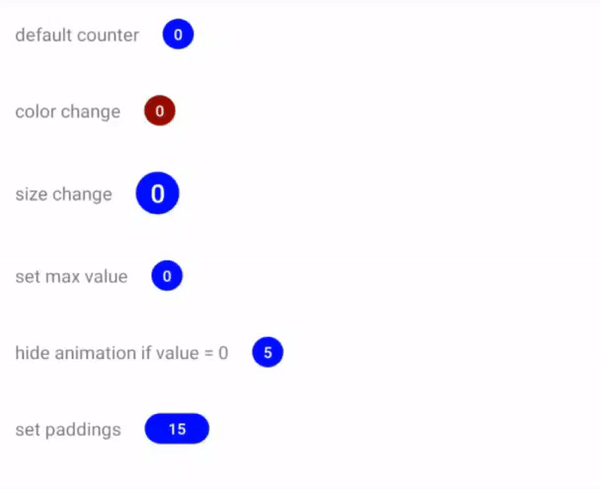 default counter 0
color change 0
size change 0
set max value 0
hide animation if value = 0 5
set paddings 15